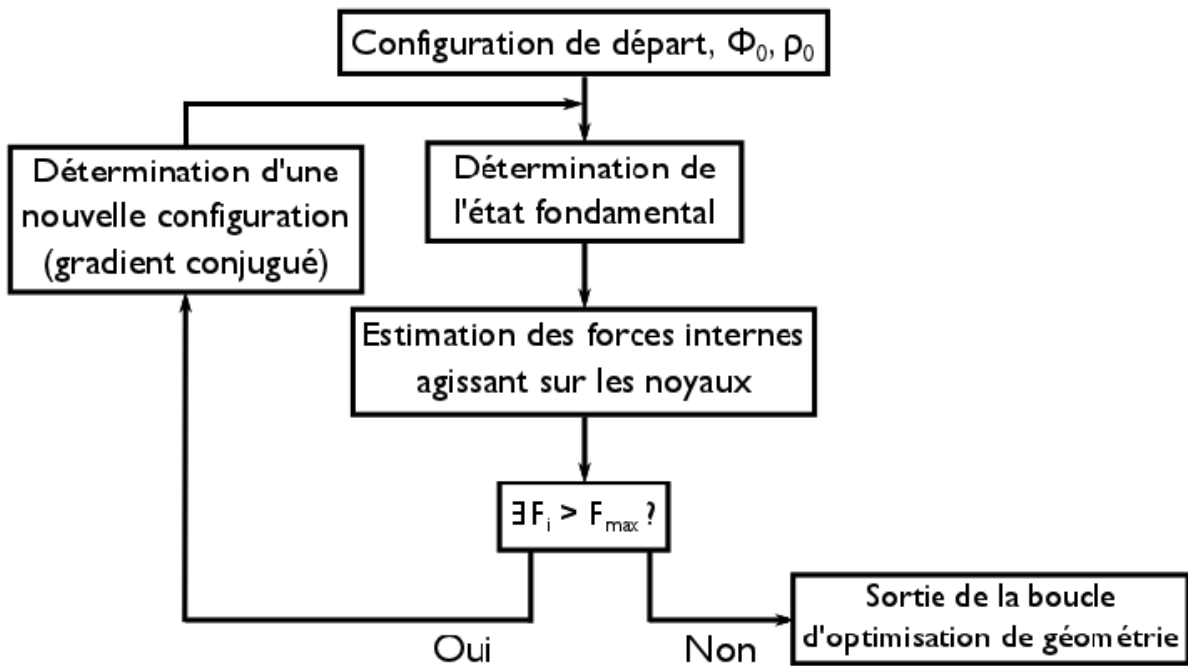 Configuration de départ, Φ₀, ρ₀
Détermination d'une
nouvelle configuration
(gradient conjugué)
Détermination de
l'état fondamental
Estimation des forces internes
agissant sur les noyaux
∃Fᵢ > Fₘₐₓ ?
Oui
Non
Sortie de la boucle
d'optimisation de géométrie